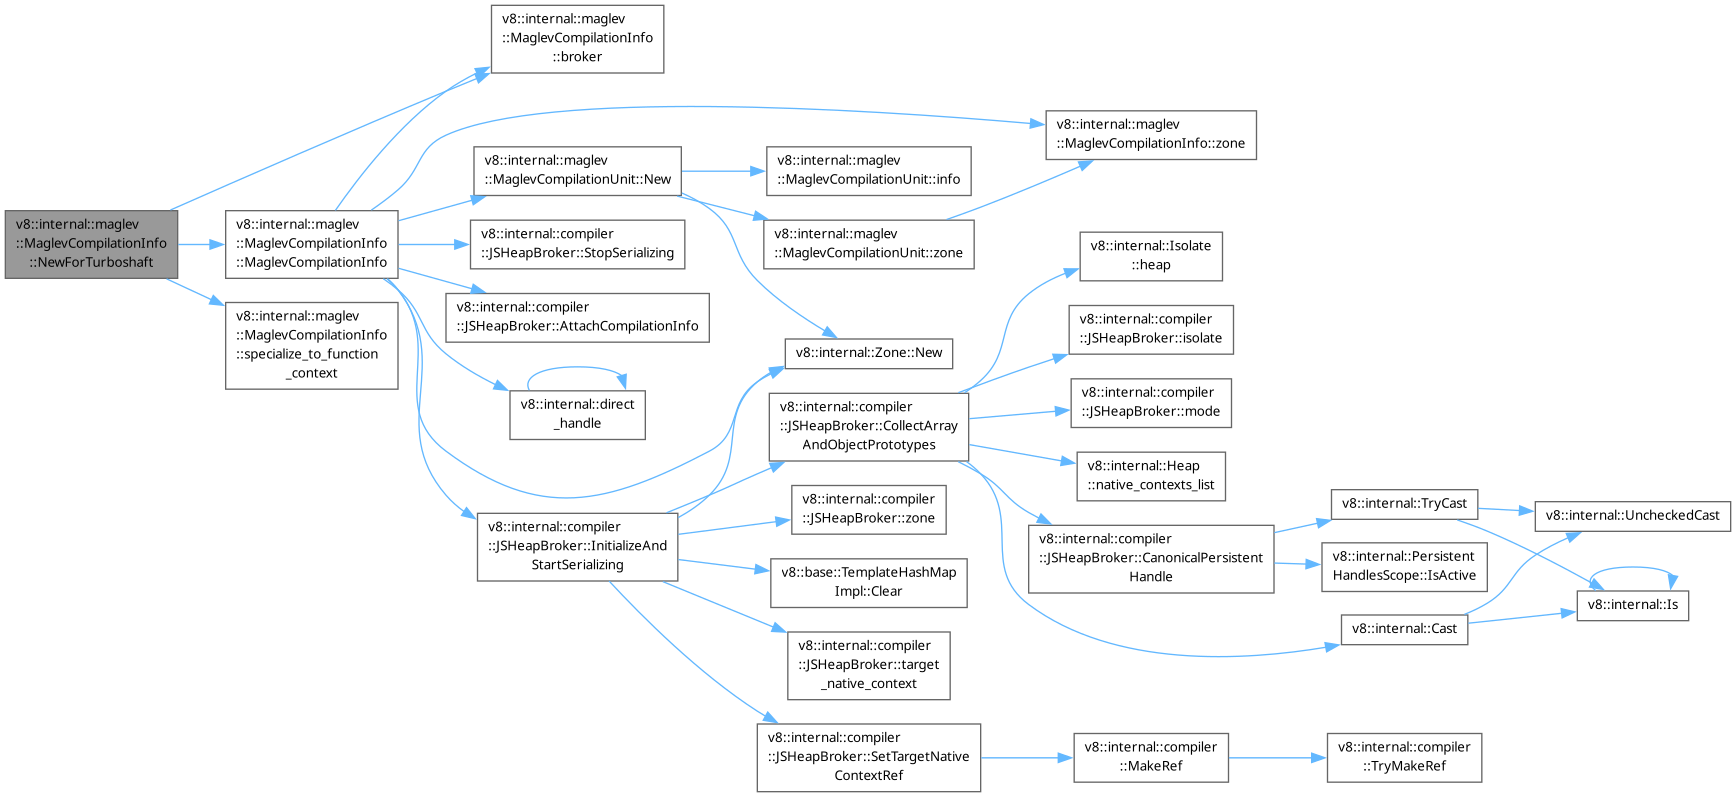 v8::internal::maglev
::MaglevCompilationInfo
::NewForTurboshaft
v8::internal::maglev
::MaglevCompilationInfo
::broker
v8::internal::maglev
::MaglevCompilationInfo
::MaglevCompilationInfo
v8::internal::maglev
::MaglevCompilationInfo
::specialize_to_function
_context
v8::internal::maglev
::MaglevCompilationUnit::New
v8::internal::compiler
::JSHeapBroker::StopSerializing
v8::internal::compiler
::JSHeapBroker::AttachCompilationInfo
v8::internal::direct
_handle
v8::internal::compiler
::JSHeapBroker::InitializeAnd
StartSerializing
v8::internal::maglev
::MaglevCompilationUnit::info
v8::internal::maglev
::MaglevCompilationUnit::zone
v8::internal::Zone::New
v8::internal::compiler
::JSHeapBroker::CollectArray
AndObjectPrototypes
v8::internal::compiler
::JSHeapBroker::zone
v8::base::TemplateHashMap
Impl::Clear
v8::internal::compiler
::JSHeapBroker::target
_native_context
v8::internal::compiler
::JSHeapBroker::SetTargetNative
ContextRef
v8::internal::maglev
::MaglevCompilationInfo::zone
v8::internal::Isolate
::heap
v8::internal::compiler
::JSHeapBroker::isolate
v8::internal::compiler
::JSHeapBroker::mode
v8::internal::Heap
::native_contexts_list
v8::internal::compiler
::JSHeapBroker::CanonicalPersistent
Handle
v8::internal::compiler
::MakeRef
v8::internal::TryCast
v8::internal::Persistent
HandlesScope::IsActive
v8::internal::Cast
v8::internal::compiler
::TryMakeRef
v8::internal::UncheckedCast
v8::internal::Is